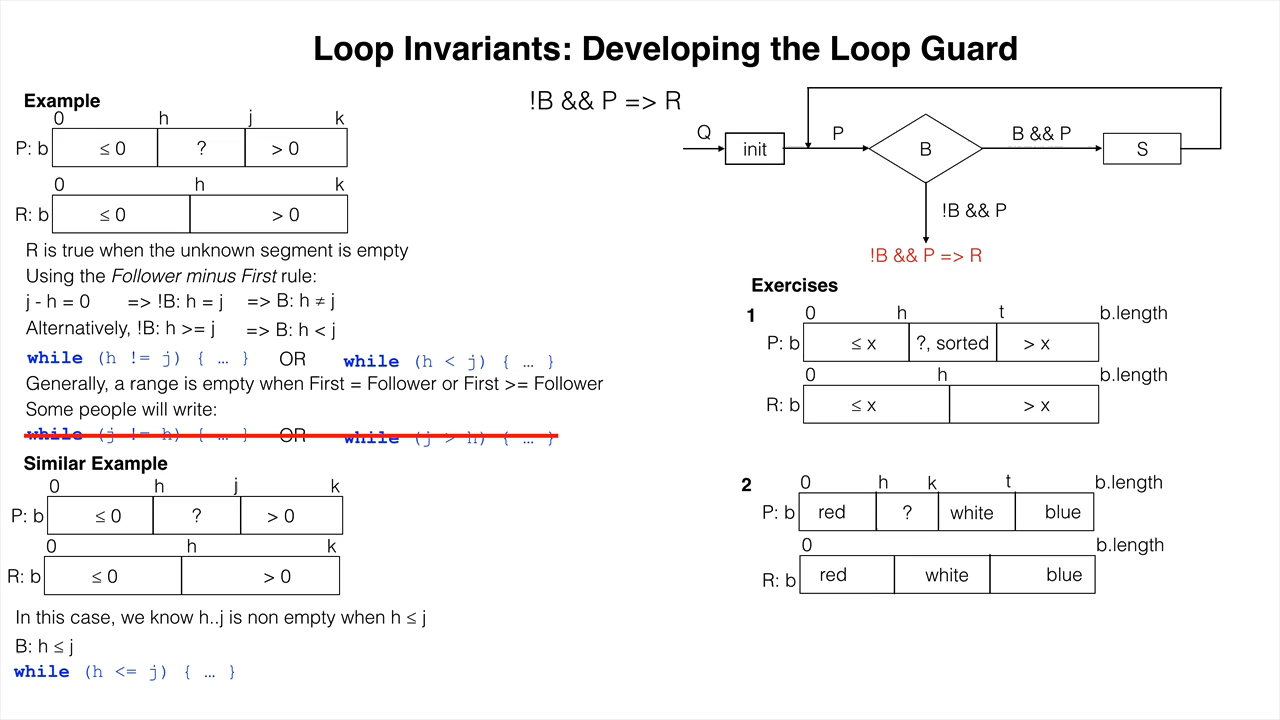 Loop Invariants: Developing the Loop Guard
Example
0 h j k
P: b ≤ 0 ? > 0
0 h k
R: b ≤ 0 > 0
R is true when the unknown segment is empty
Using the Follower minus First rule:
j - h = 0 => !B: h = j => B: h ≠ j
Alternatively, !B: h >= j => B: h < j
while (h != j) { … } OR while (h < j) { … }
Generally, a range is empty when First = Follower or First >= Follower
Some people will write:
while (j != h) { … } OR while (j > h) { … }
Similar Example
0 h j k
P: b ≤ 0 ? > 0
0 h k
R: b ≤ 0 > 0
In this case, we know h..j is non empty when h ≤ j
B: h ≤ j
while (h <= j) { … }
!B && P => R
Q init P B B && P S
!B && P
!B && P => R
Exercises
1 0 h t b.length
P: b ≤ x ?, sorted > x
0 h b.length
R: b ≤ x > x
2 0 h k t b.length
P: b red ? white blue
0 b.length
R: b red white blue